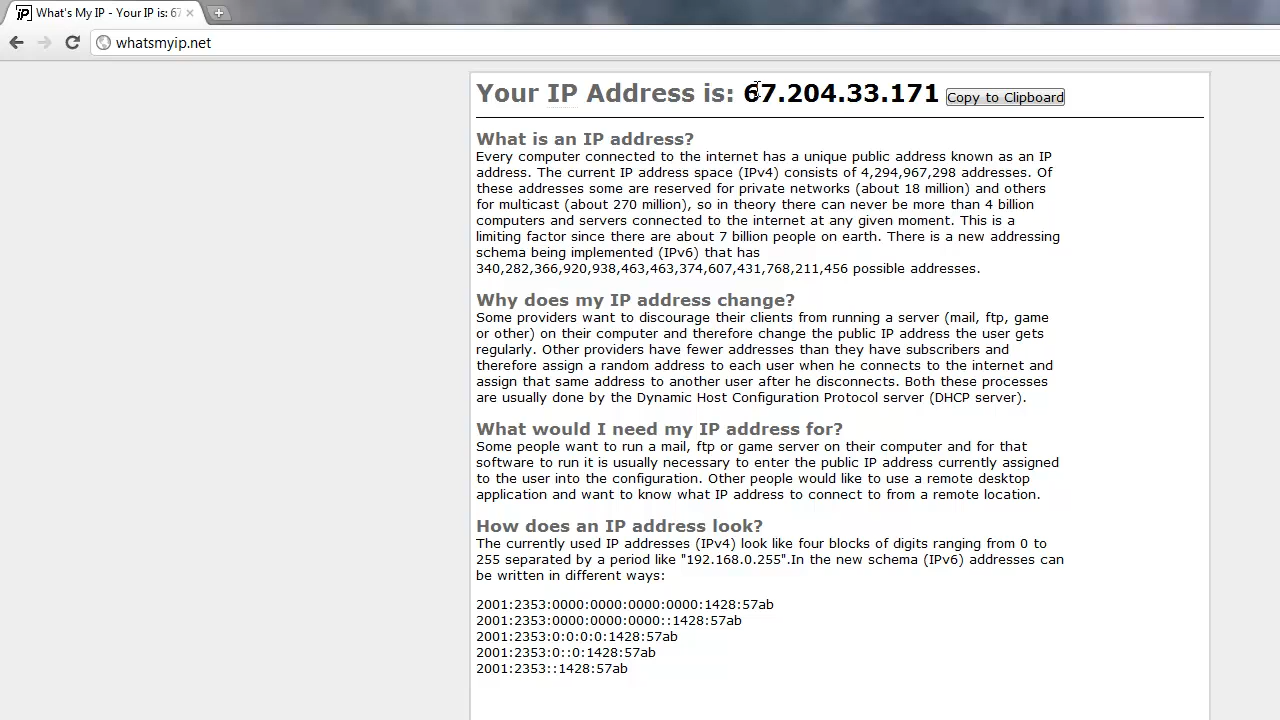 What's My IP - Your IP is: 67
whatsmyip.net
Your IP Address is: 67.204.33.171 Copy to Clipboard
What is an IP address?
Every computer connected to the internet has a unique public address known as an IP
address. The current IP address space (IPv4) consists of 4,294,967,298 addresses. Of
these addresses some are reserved for private networks (about 18 million) and others
for multicast (about 270 million), so in theory there can never be more than 4 billion
computers and servers connected to the internet at any given moment. This is a
limiting factor since there are about 7 billion people on earth. There is a new addressing
schema being implemented (IPv6) that has
340,282,366,920,938,463,463,374,607,431,768,211,456 possible addresses.
Why does my IP address change?
Some providers want to discourage their clients from running a server (mail, ftp, game
or other) on their computer and therefore change the public IP address the user gets
regularly. Other providers have fewer addresses than they have subscribers and
therefore assign a random address to each user when he connects to the internet and
assign that same address to another user after he disconnects. Both these processes
are usually done by the Dynamic Host Configuration Protocol server (DHCP server).
What would I need my IP address for?
Some people want to run a mail, ftp or game server on their computer and for that
software to run it is usually necessary to enter the public IP address currently assigned
to the user into the configuration. Other people would like to use a remote desktop
application and want to know what IP address to connect to from a remote location.
How does an IP address look?
The currently used IP addresses (IPv4) look like four blocks of digits ranging from 0 to
255 separated by a period like "192.168.0.255".In the new schema (IPv6) addresses can
be written in different ways:
2001:2353:0000:0000:0000:0000:1428:57ab
2001:2353:0000:0000:0000::1428:57ab
2001:2353:0:0:0:0:1428:57ab
2001:2353:0::0:1428:57ab
2001:2353::1428:57ab